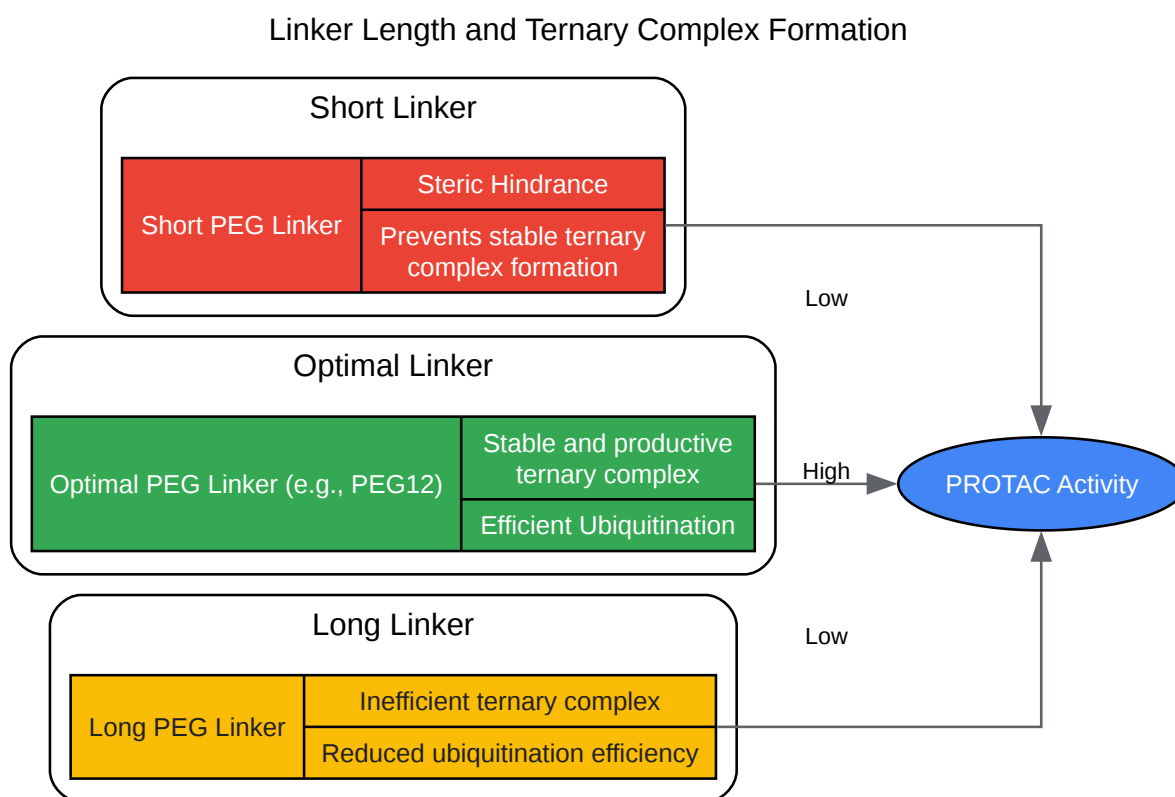 Linker Length and Ternary Complex Formation
Short Linker
Short PEG Linker
Steric Hindrance
Prevents stable ternary
complex formation
Low
Optimal Linker
Optimal PEG Linker (e.g., PEG12)
Stable and productive
ternary complex
Efficient Ubiquitination
High
PROTAC Activity
Long Linker
Long PEG Linker
Inefficient ternary complex
Reduced ubiquitination efficiency
Low